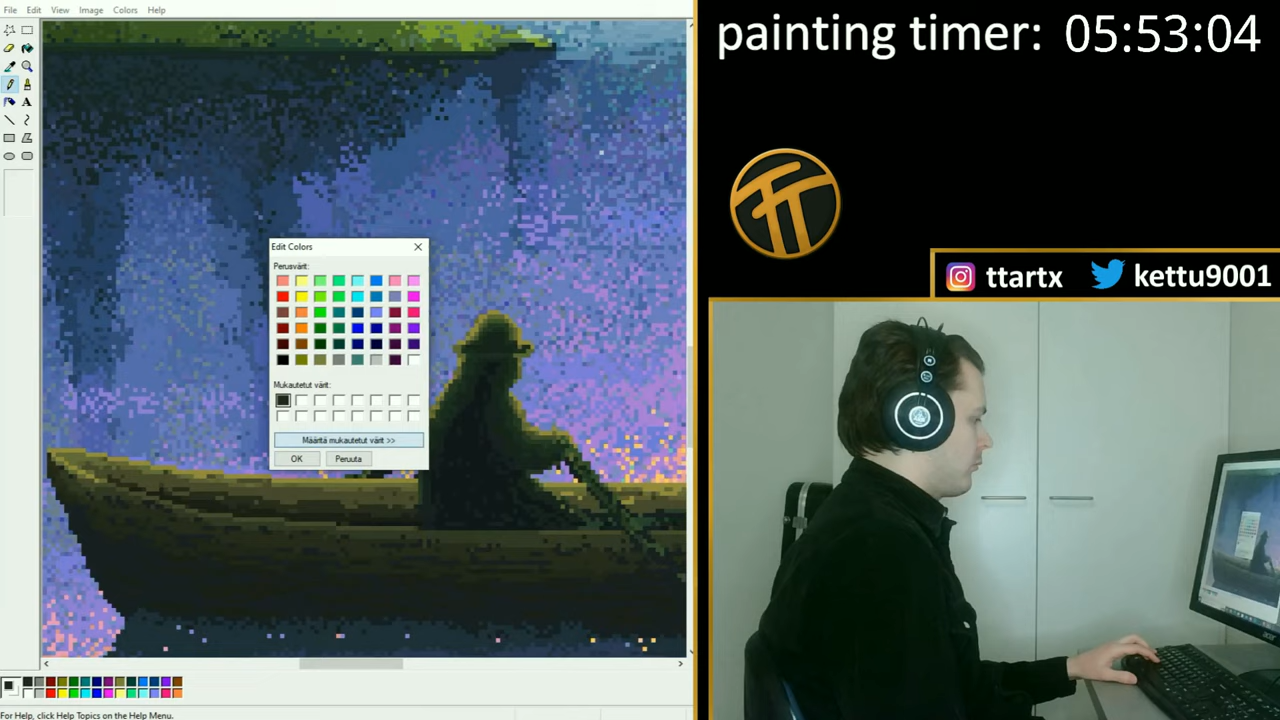 File Edit View Image Colors Help
painting timer: 05:53:04
TT
ttartx kettu9001
A
Edit Colors
Perusvärit:
Mukautetut värit:
Määritä mukautetut värit >>
OK Peruuta
For Help, click Help Topics on the Help Menu.